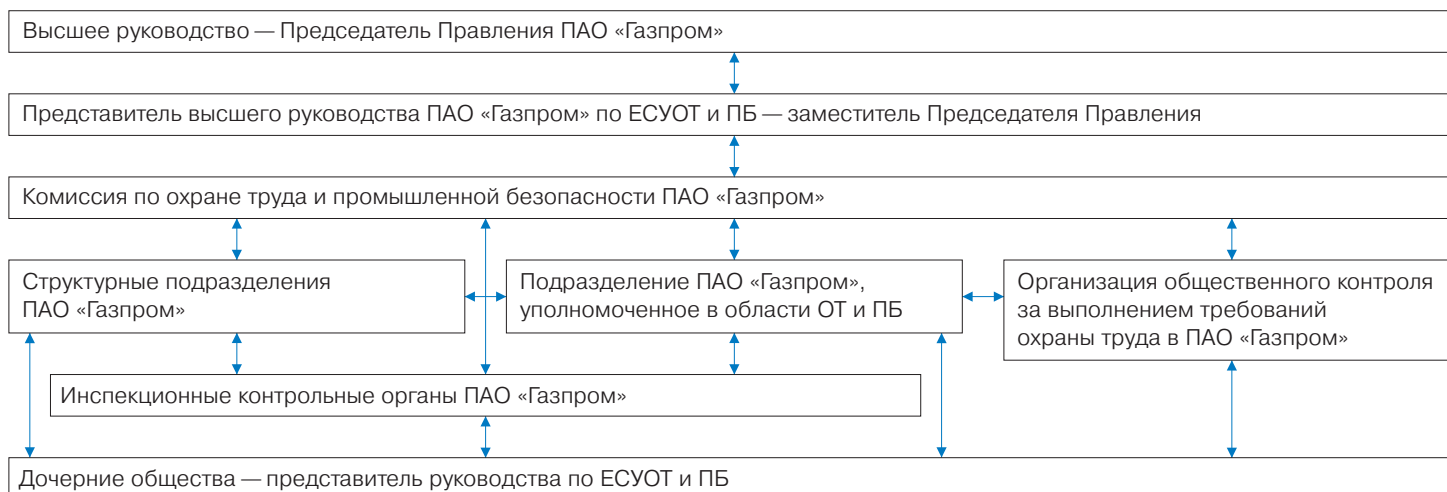 Высшее руководство — Председатель Правления ПАО «Газпром»
Представитель высшего руководства ПАО «Газпром» по ЕСУОТ и ПБ — заместитель Председателя Правления
Комиссия по охране труда и промышленной безопасности ПАО «Газпром»
Структурные подразделения
ПАО «Газпром»
Подразделение ПАО «Газпром»,
уполномоченное в области ОТ и ПБ
Организация общественного контроля
за выполнением требований
охраны труда в ПАО «Газпром»
Инспекционные контрольные органы ПАО «Газпром»
Дочерние общества — представитель руководства по ЕСУОТ и ПБ